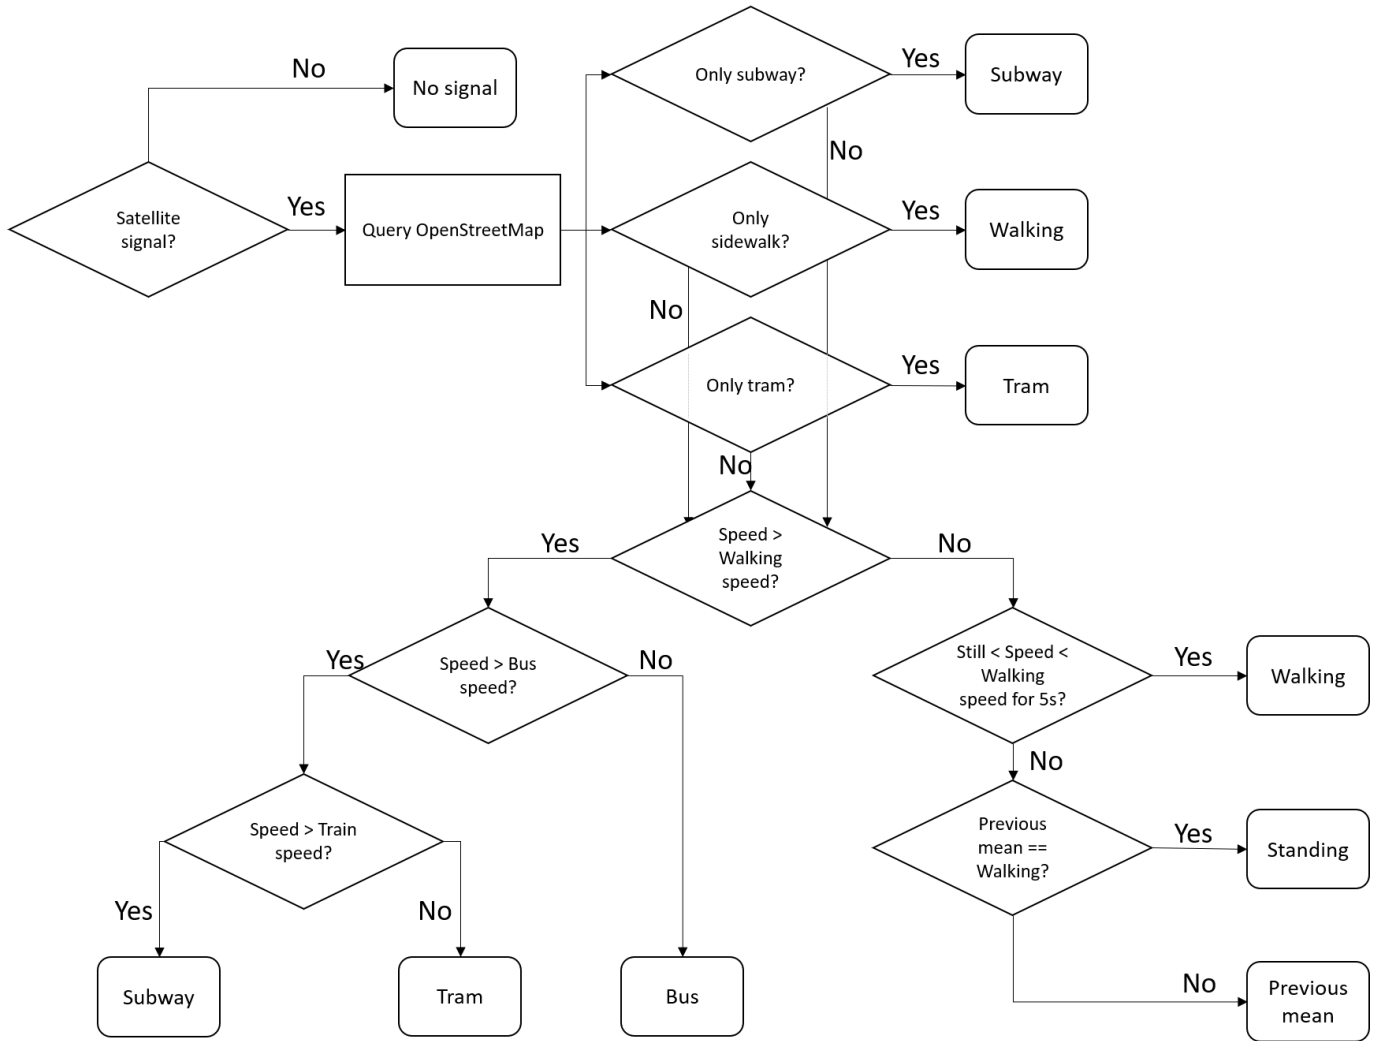 No
No signal
Only subway?
Yes
Subway
No
Satellite
signal?
Yes
Query OpenStreetMap
Only
sidewalk?
Yes
Walking
No
Only tram?
Yes
Tram
No
Speed >
Walking
speed?
Yes
No
Speed > Bus
speed?
Yes
No
Still < Speed <
Walking
speed for 5s?
Yes
Walking
No
Speed > Train
speed?
Yes
No
Previous
mean ==
Walking?
Yes
Standing
Subway
Tram
Bus
No
Previous
mean